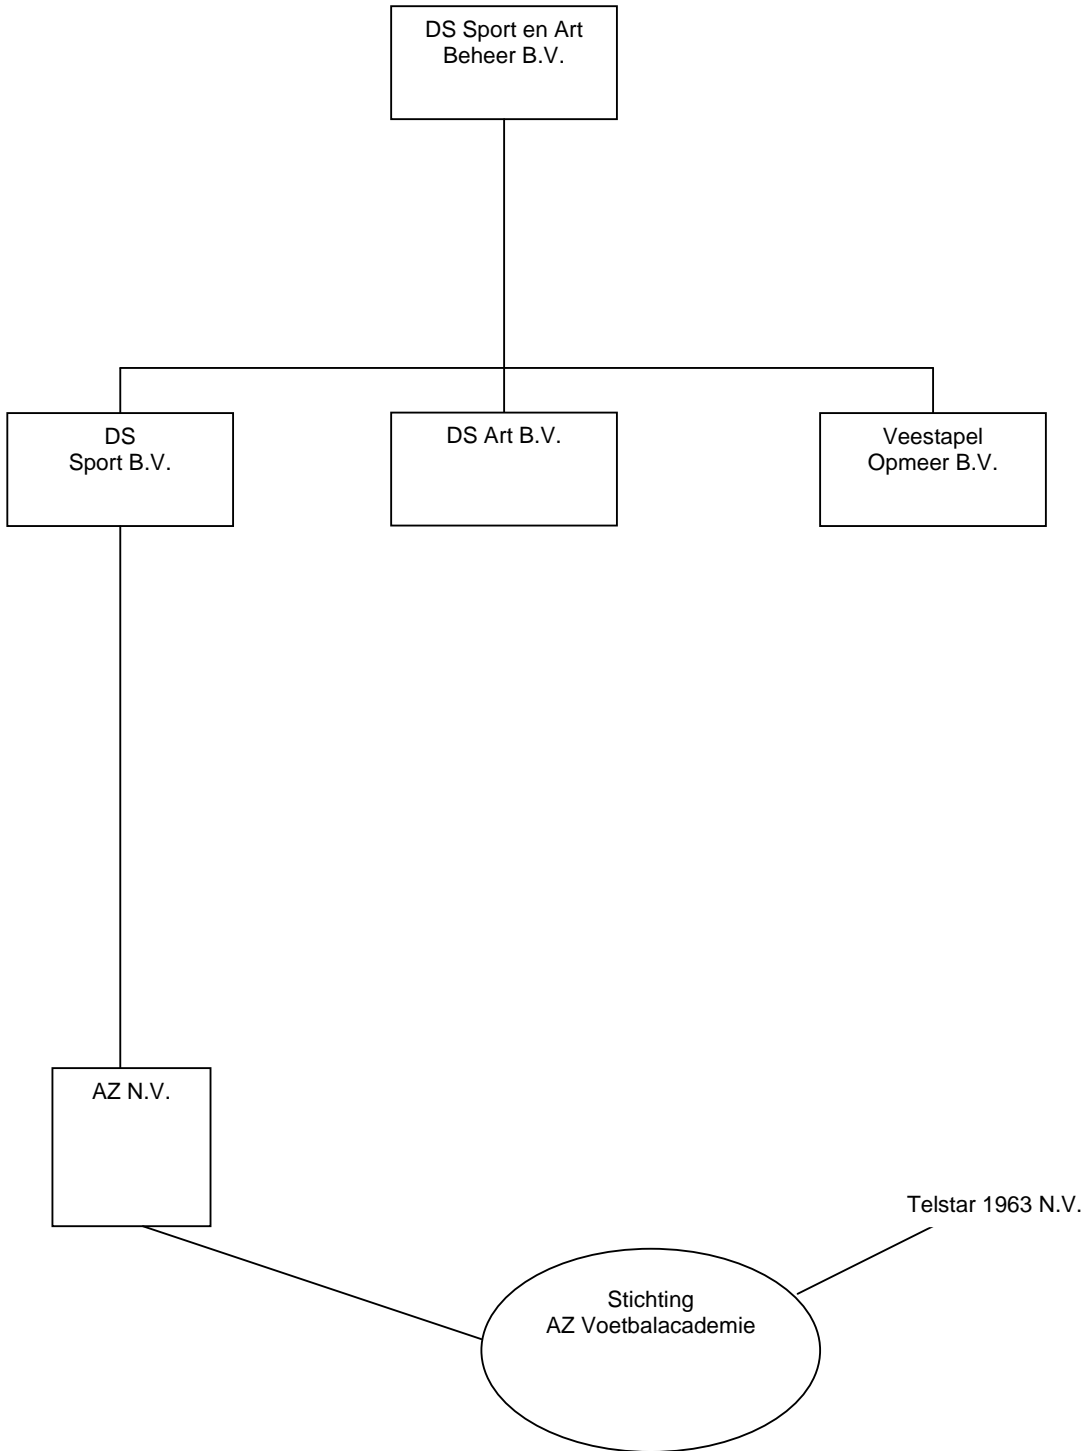 DS Sport en Art
Beheer B.V.
DS
Sport B.V.
DS Art B.V.
Veestapel
Opmeer B.V.
AZ N.V.
Telstar 1963 N.V.
Stichting
AZ Voetbalacademie